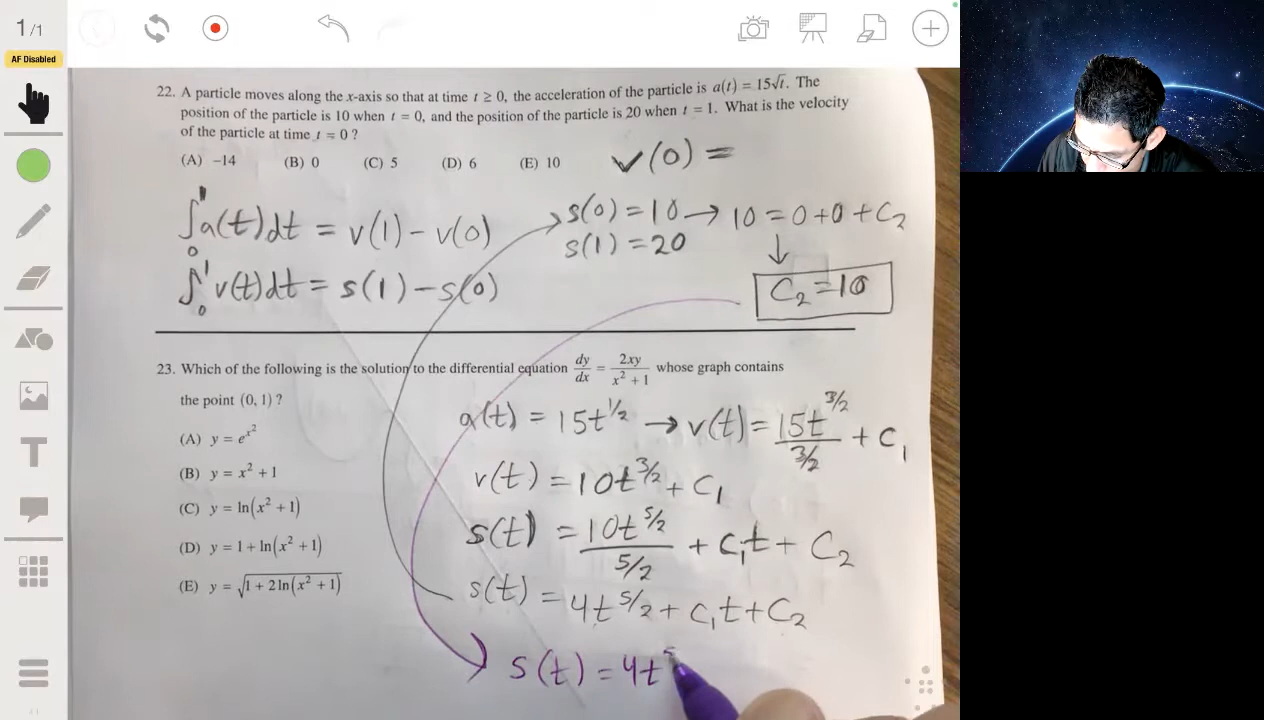 1/1
AF Disabled
22. A particle moves along the x-axis so that at time t ≥ 0, the acceleration of the particle is a(t) = 15√t. The
position of the particle is 10 when t = 0, and the position of the particle is 20 when t = 1. What is the velocity
of the particle at time t = 0 ?
(A) −14 (B) 0 (C) 5 (D) 6 (E) 10
v(0) =
∫₀¹ a(t)dt = v(1) − v(0)
∫₀¹ v(t)dt = s(1) − s(0)
s(0) = 10 → 10 = 0+0+C₂
s(1) = 20
↓
C₂ = 10
23. Which of the following is the solution to the differential equation dy/dx = 2xy/(x² + 1) whose graph contains
the point (0, 1) ?
(A) y = e^(x²)
(B) y = x² + 1
(C) y = ln(x² + 1)
(D) y = 1 + ln(x² + 1)
(E) y = √(1 + 2 ln(x² + 1))
a(t) = 15t^(1/2) → v(t) = 15t^(3/2)/(3/2) + C₁
v(t) = 10t^(3/2) + C₁
s(t) = 10t^(5/2)/(5/2) + C₁t + C₂
s(t) = 4t^(5/2) + C₁t + C₂
s(t) = 4t
T